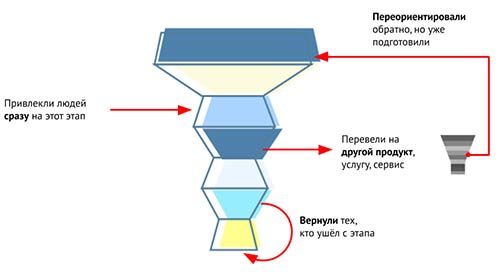 Переориентировали
обратно, но уже
подготовили
Привлекли людей
сразу на этот этап
Перевели на
другой продукт,
услугу, сервис
Вернули тех,
кто ушёл с этапа